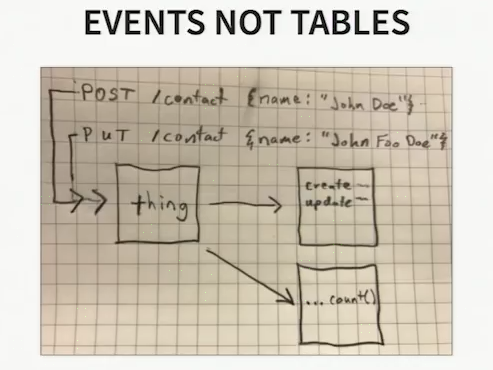 EVENTS NOT TABLES
POST /contact {name: "John Doe"}
PUT /contact {name: "John Foo Doe"}
thing
create ~
update ~
... count()